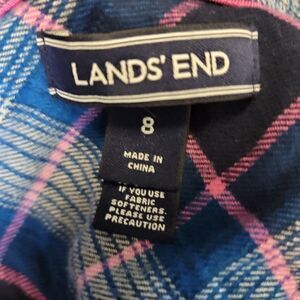 LANDS' END
8
MADE IN
CHINA
IF YOU USE
FABRIC
SOFTENERS.
PLEASE USE
PRECAUTION